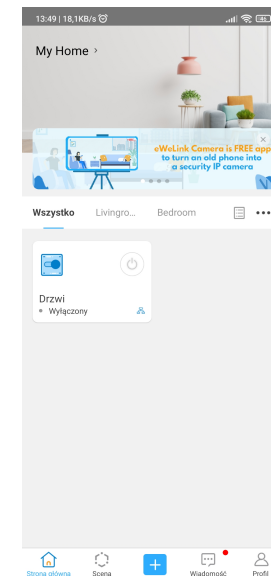 13:49 | 18,1KB/s
46
My Home
eWeLink Camera is FREE app
to turn an old phone into
a security IP camera
Wszystko Livingro... Bedroom
Drzwi
Wyłączony
Strona główna Scena Wiadomość Profil